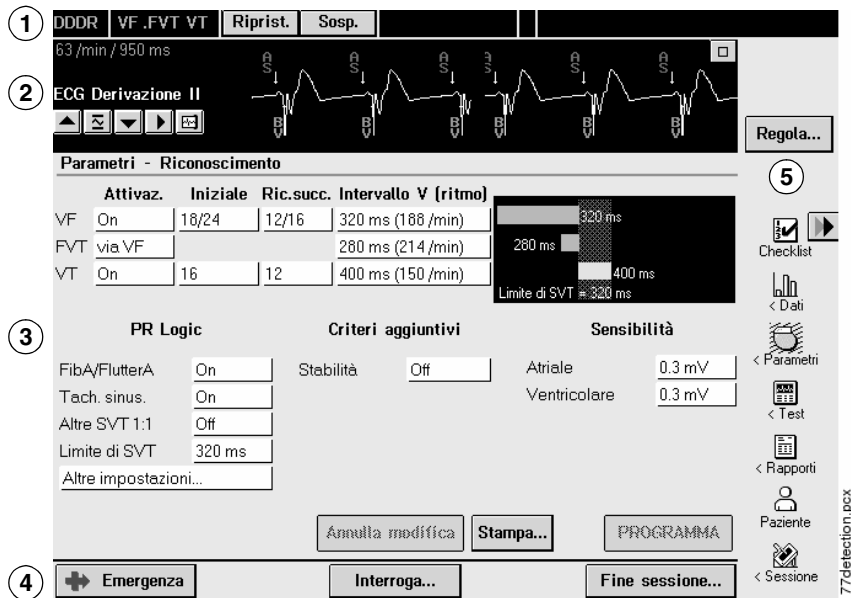 1 DDDR VF .FVT VT Riprist. Sosp.
63 /min / 950 ms
A S A S A S A S A S A S
2 ECG Derivazione II
BV BV BV BV BV BV
Regola...
Parametri - Riconoscimento
5
Attivaz. Iniziale Ric.succ. Intervallo V (ritmo)
VF On 18/24 12/16 320 ms (188 /min) 320 ms
FVT via VF 280 ms (214 /min) 280 ms
VT On 16 12 400 ms (150 /min) 400 ms
Limite di SVT = 320 ms
Checklist
< Dati
< Parametri
< Test
< Rapporti
Paziente
< Sessione
3 PR Logic Criteri aggiuntivi Sensibilità
FibA/FlutterA On Stabilità Off Atriale 0.3 mV
Tach. sinus. On Ventricolare 0.3 mV
Altre SVT 1:1 Off
Limite di SVT 320 ms
Altre impostazioni...
Annulla modifica Stampa... PROGRAMMA
4 Emergenza Interroga... Fine sessione...
77detection.pcx